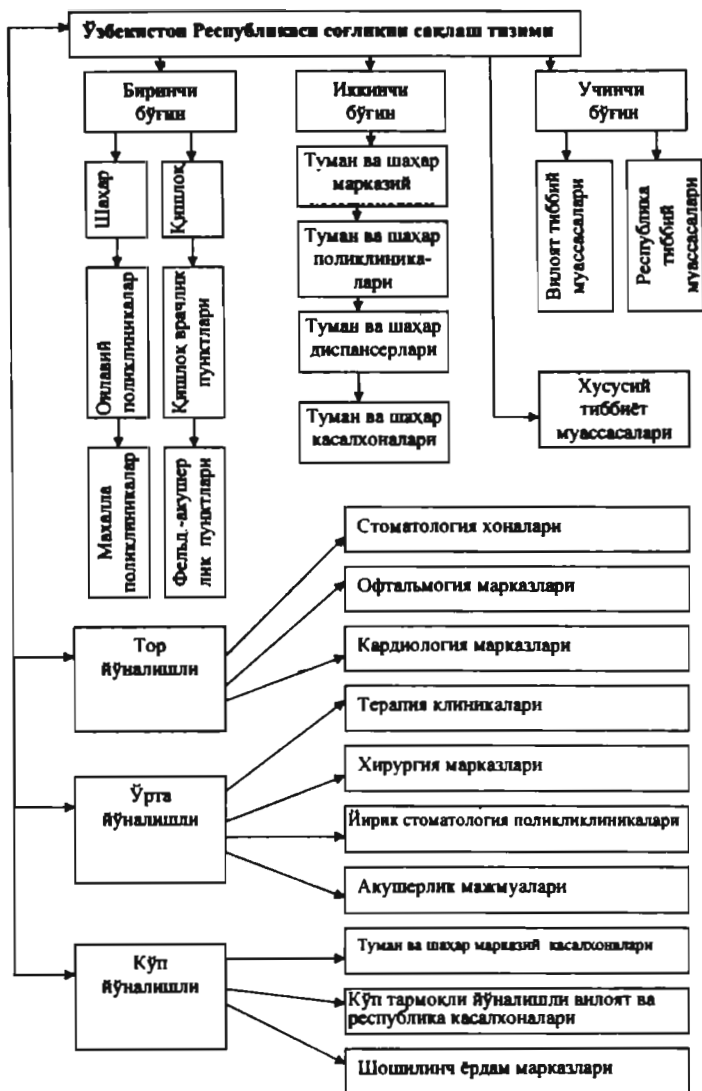 Ўзбекистон Республикаси соғлиқни сақлаш тизими
Биринчи
бўғин
Иккинчи
бўғин
Учинчи
бўғин
Шаҳар
Қишлоқ
Туман ва шаҳар
марказий
Вилоят тиббий
муассасалари
Республика
тиббий
муассасалари
Туман ва шаҳар
поликлиника-
лари
Оилавий
поликлиникалар
Қишлоқ врачлик
пунктлари
Туман ва шаҳар
диспансерлари
Туман ва шаҳар
касалхоналари
Хусусий
тиббиёт
муассасалари
Махалла
поликлиникалар
Фельд.-акушер
лик пунктлари
Тор
йўналишли
Стоматология хоналари
Офтальмогия марказлари
Кардиология марказлари
Ўрта
йўналишли
Терапия клиникалари
Хирургия марказлари
Йирик стоматология поликликлиникалари
Акушерлик мажмуалари
Кўп
йўналишли
Туман ва шаҳар марказий касалхоналари
Кўп тармоқли йўналишли вилоят ва
республика касалхоналари
Шошилинч ёрдам марказлари